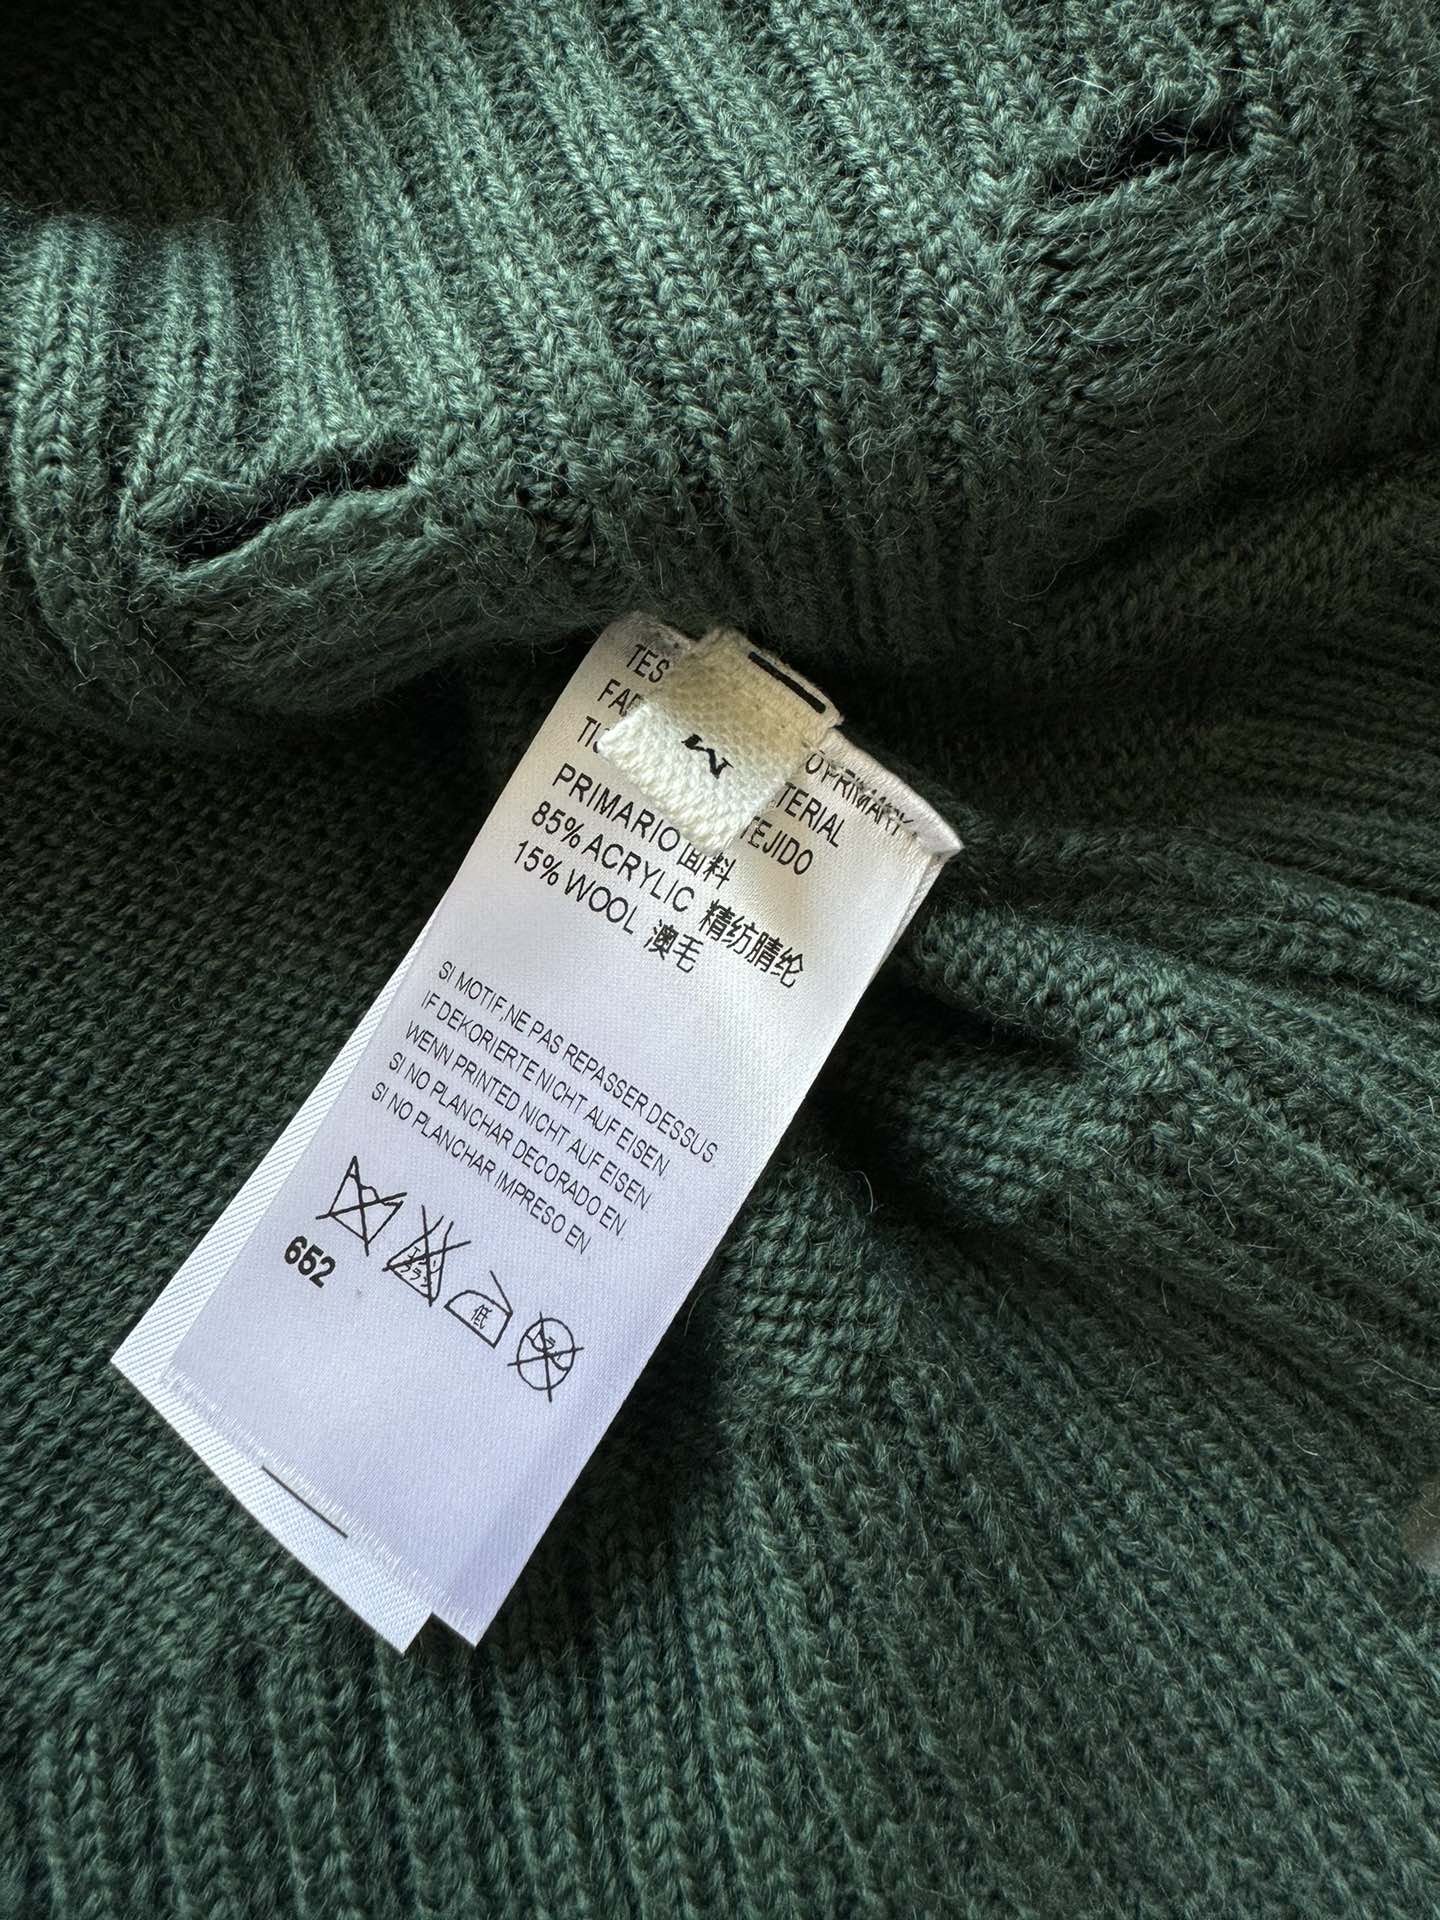 M
TERIAL
TEJIDO
PRIMARIO 面料
85% ACRYLIC 精纺腈纶
15% WOOL 澳毛
SI MOTIF,NE PAS REPASSER DESSUS.
IF DEKORIERTE NICHT AUF EISEN.
WENN PRINTED NICHT AUF EISEN
SI NO PLANCHAR DECORADO EN.
SI NO PLANCHAR IMPRESO EN.
低
652